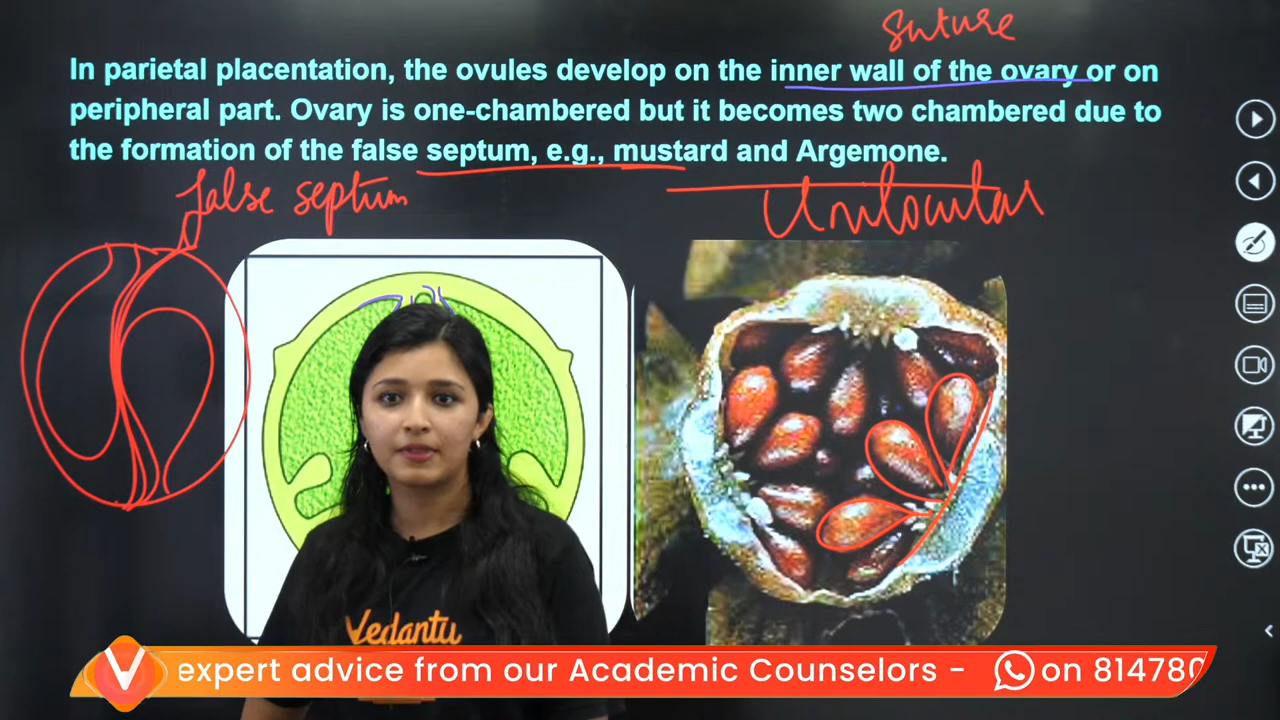 Suture
In parietal placentation, the ovules develop on the inner wall of the ovary or on
peripheral part. Ovary is one-chambered but it becomes two chambered due to
the formation of the false septum, e.g., mustard and Argemone.
false septum
Unilocular
Vedantu
V expert advice from our Academic Counselors - on 814780